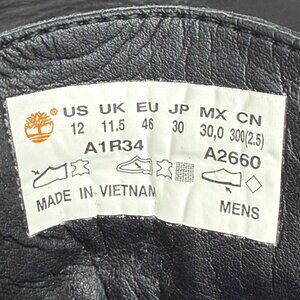 US UK EU JP MX CN
12 11.5 46 30 30,0 300(2.5)
A1R34 A2660
MADE IN VIETNAM MENS